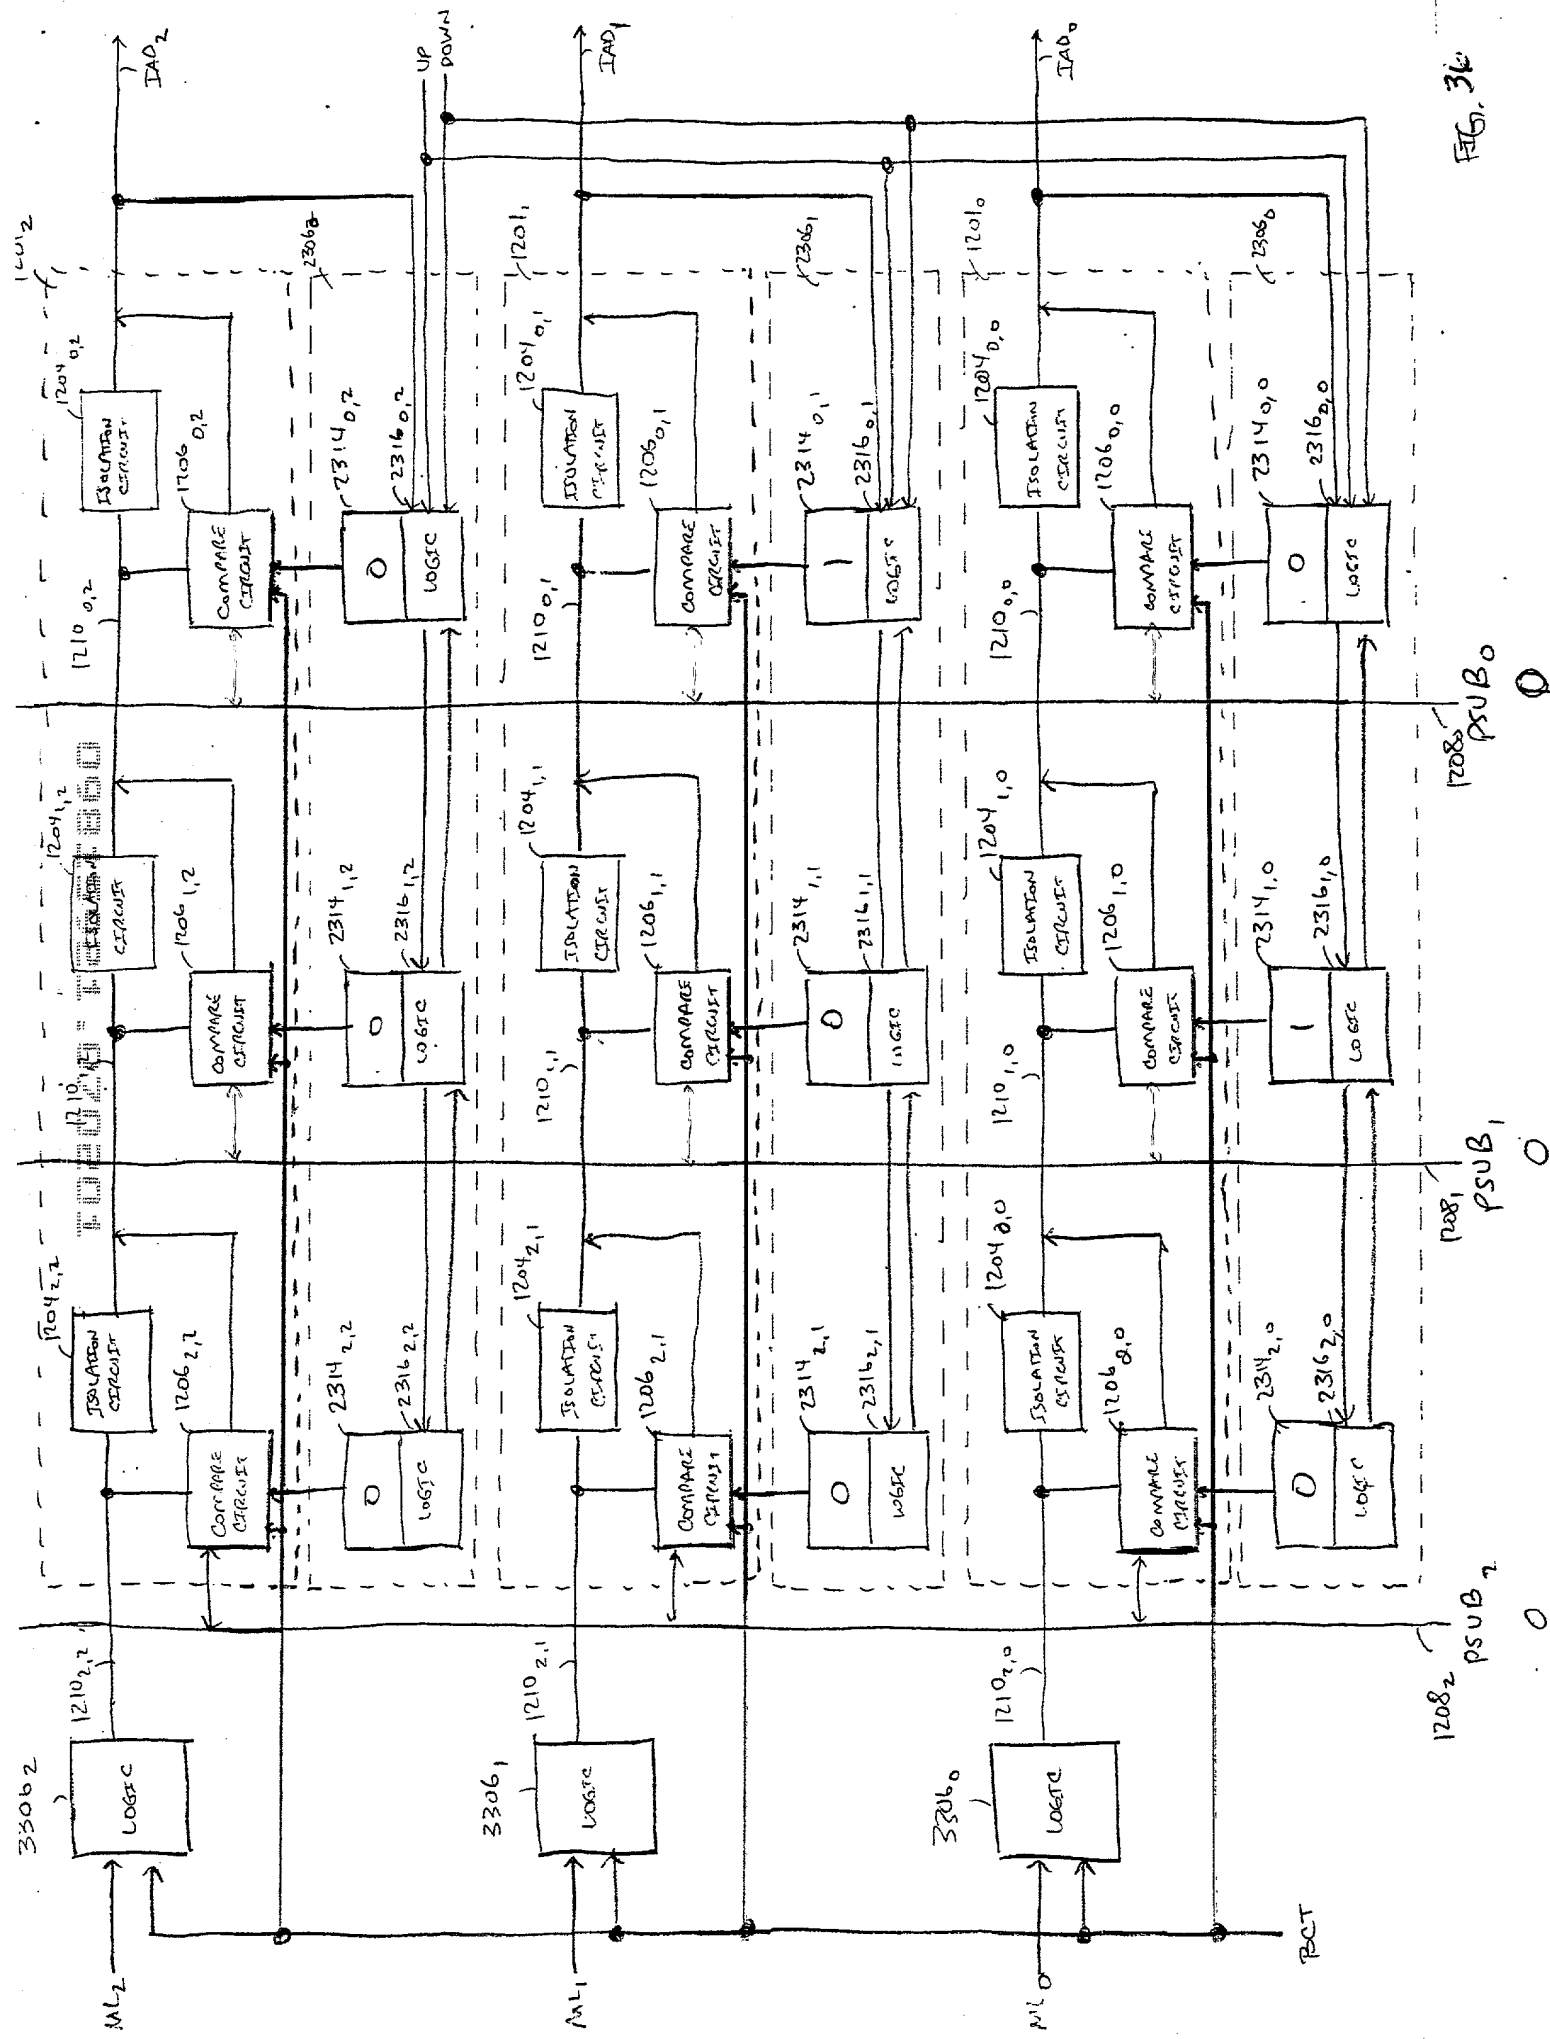 FIG. 36
1201₂
1204₂,₂
1204₁,₂
1204₀,₂
IAD₂
3306₂
1210₂,₂
ISOLATION CIRCUIT
ISOLATION CIRCUIT
ISOLATION CIRCUIT
1210₀,₂
ML₂
LOGIC
1206₂,₂
1206₁,₂
1206₀,₂
COMPARE CIRCUIT
COMPARE CIRCUIT
COMPARE CIRCUIT
2306₂
2314₂,₂
2314₁,₂
2314₀,₂
2316₂,₂
2316₁,₂
2316₀,₂
0
0
0
LOGIC
LOGIC
LOGIC
UP
DOWN
1201₁
3306₁
1210₂,₁
1204₂,₁
1210₁,₁
1204₁,₁
1210₀,₁
1204₀,₁
IAD₁
ML₁
LOGIC
ISOLATION CIRCUIT
ISOLATION CIRCUIT
ISOLATION CIRCUIT
1206₂,₁
1206₁,₁
1206₀,₁
COMPARE CIRCUIT
COMPARE CIRCUIT
COMPARE CIRCUIT
2306₁
2314₂,₁
2314₁,₁
2314₀,₁
2316₂,₁
2316₁,₁
2316₀,₁
0
0
1
LOGIC
LOGIC
LOGIC
1201₀
3306₀
1210₂,₀
1204₂,₀
1210₁,₀
1204₁,₀
1210₀,₀
1204₀,₀
IAD₀
ML₀
LOGIC
ISOLATION CIRCUIT
ISOLATION CIRCUIT
ISOLATION CIRCUIT
1206₂,₀
1206₁,₀
1206₀,₀
COMPARE CIRCUIT
COMPARE CIRCUIT
COMPARE CIRCUIT
2306₀
2314₂,₀
2314₁,₀
2314₀,₀
2316₂,₀
2316₁,₀
2316₀,₀
0
1
0
LOGIC
LOGIC
LOGIC
BCT
1208₂
PSUB₂
0
1208₁
PSUB₁
0
1208₀
PSUB₀
0